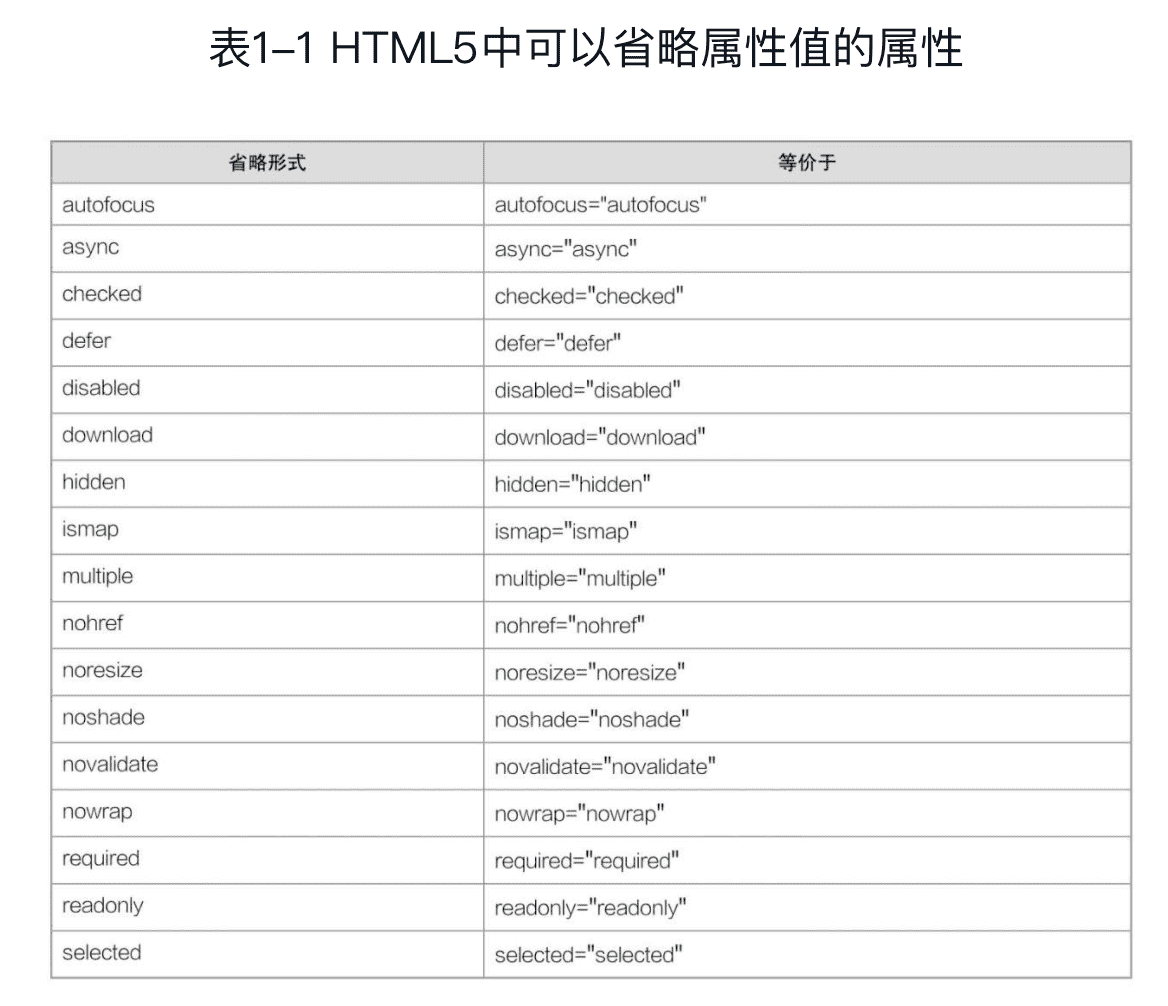 表1–1 HTML5中可以省略属性值的属性
省略形式 等价于
autofocus autofocus="autofocus"
async async="async"
checked checked="checked"
defer defer="defer"
disabled disabled="disabled"
download download="download"
hidden hidden="hidden"
ismap ismap="ismap"
multiple multiple="multiple"
nohref nohref="nohref"
noresize noresize="noresize"
noshade noshade="noshade"
novalidate novalidate="novalidate"
nowrap nowrap="nowrap"
required required="required"
readonly readonly="readonly"
selected selected="selected"